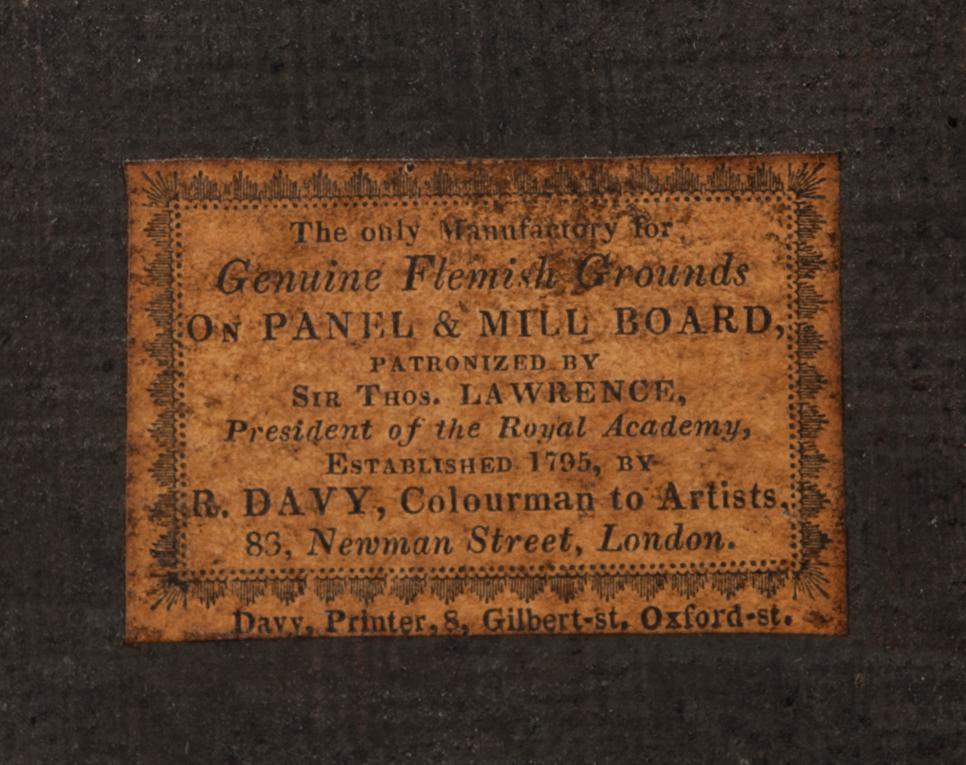 The only Manufactory for
Genuine Flemish Grounds
ON PANEL & MILL BOARD,
PATRONIZED BY
SIR THOS. LAWRENCE,
President of the Royal Academy,
ESTABLISHED 1795, BY
R. DAVY, Colourman to Artists,
83, Newman Street, London.
Davy, Printer, 8, Gilbert-st. Oxford-st.